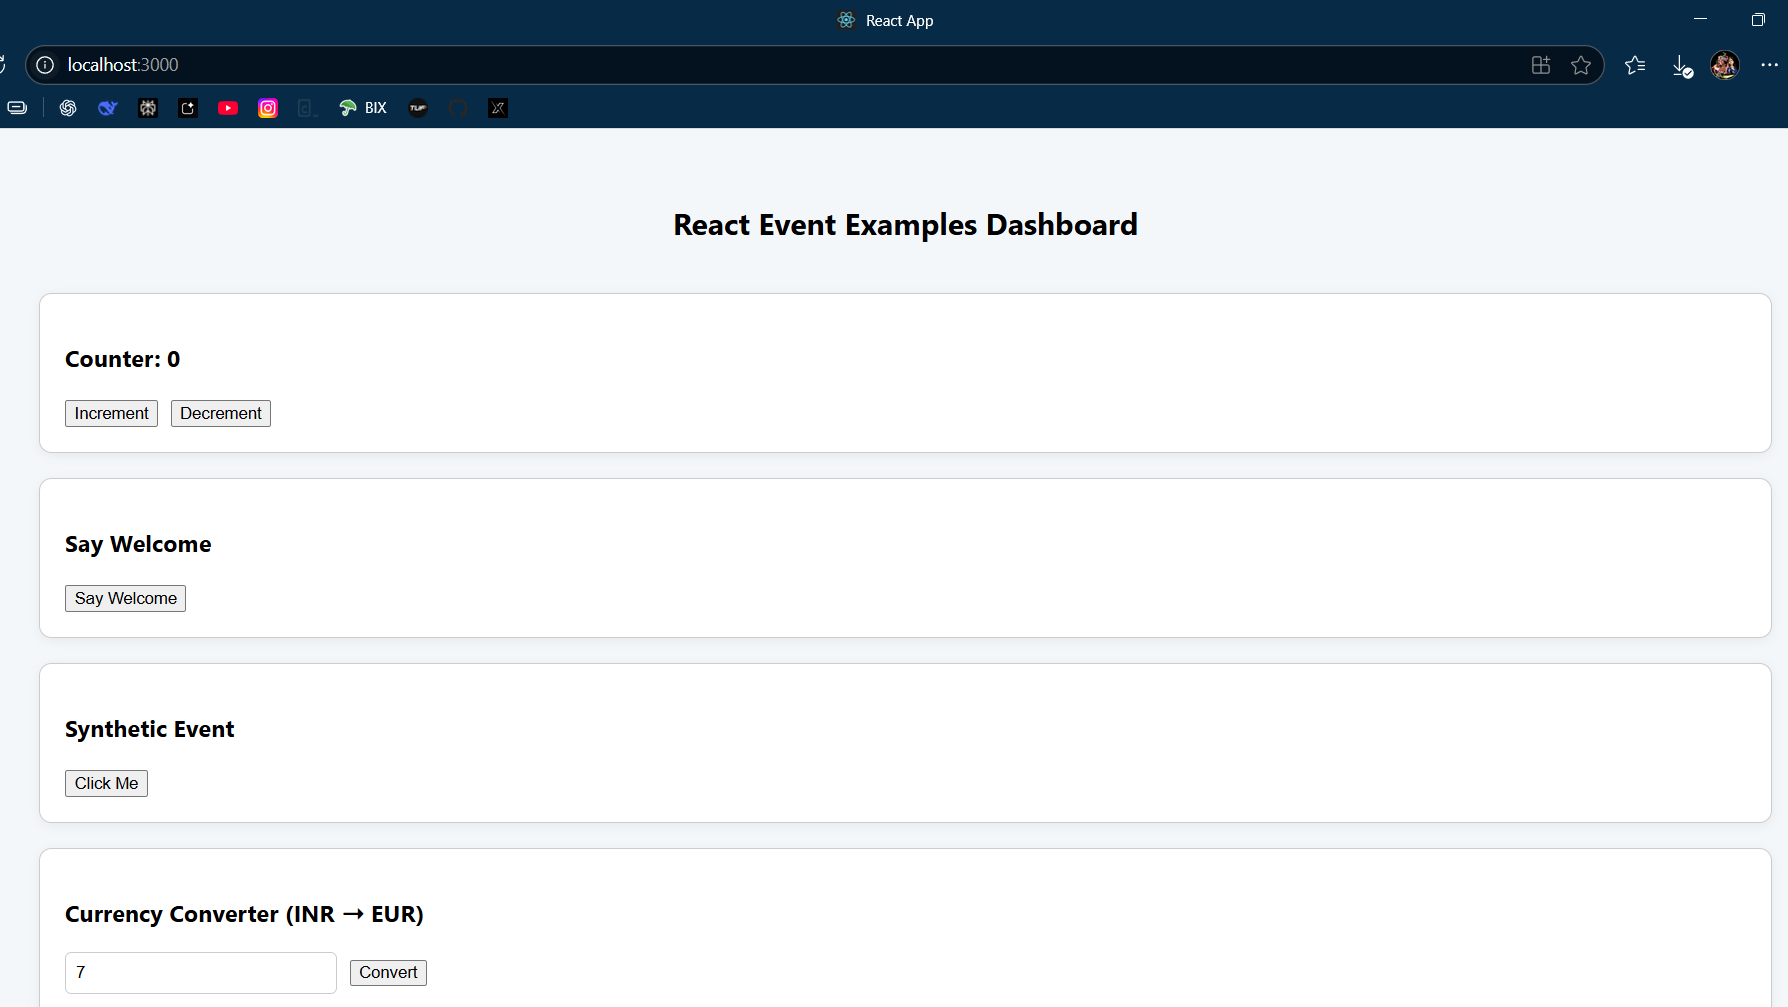 React App
localhost:3000
BIX
TUF
React Event Examples Dashboard
Counter: 0
Increment Decrement
Say Welcome
Say Welcome
Synthetic Event
Click Me
Currency Converter (INR → EUR)
7 Convert